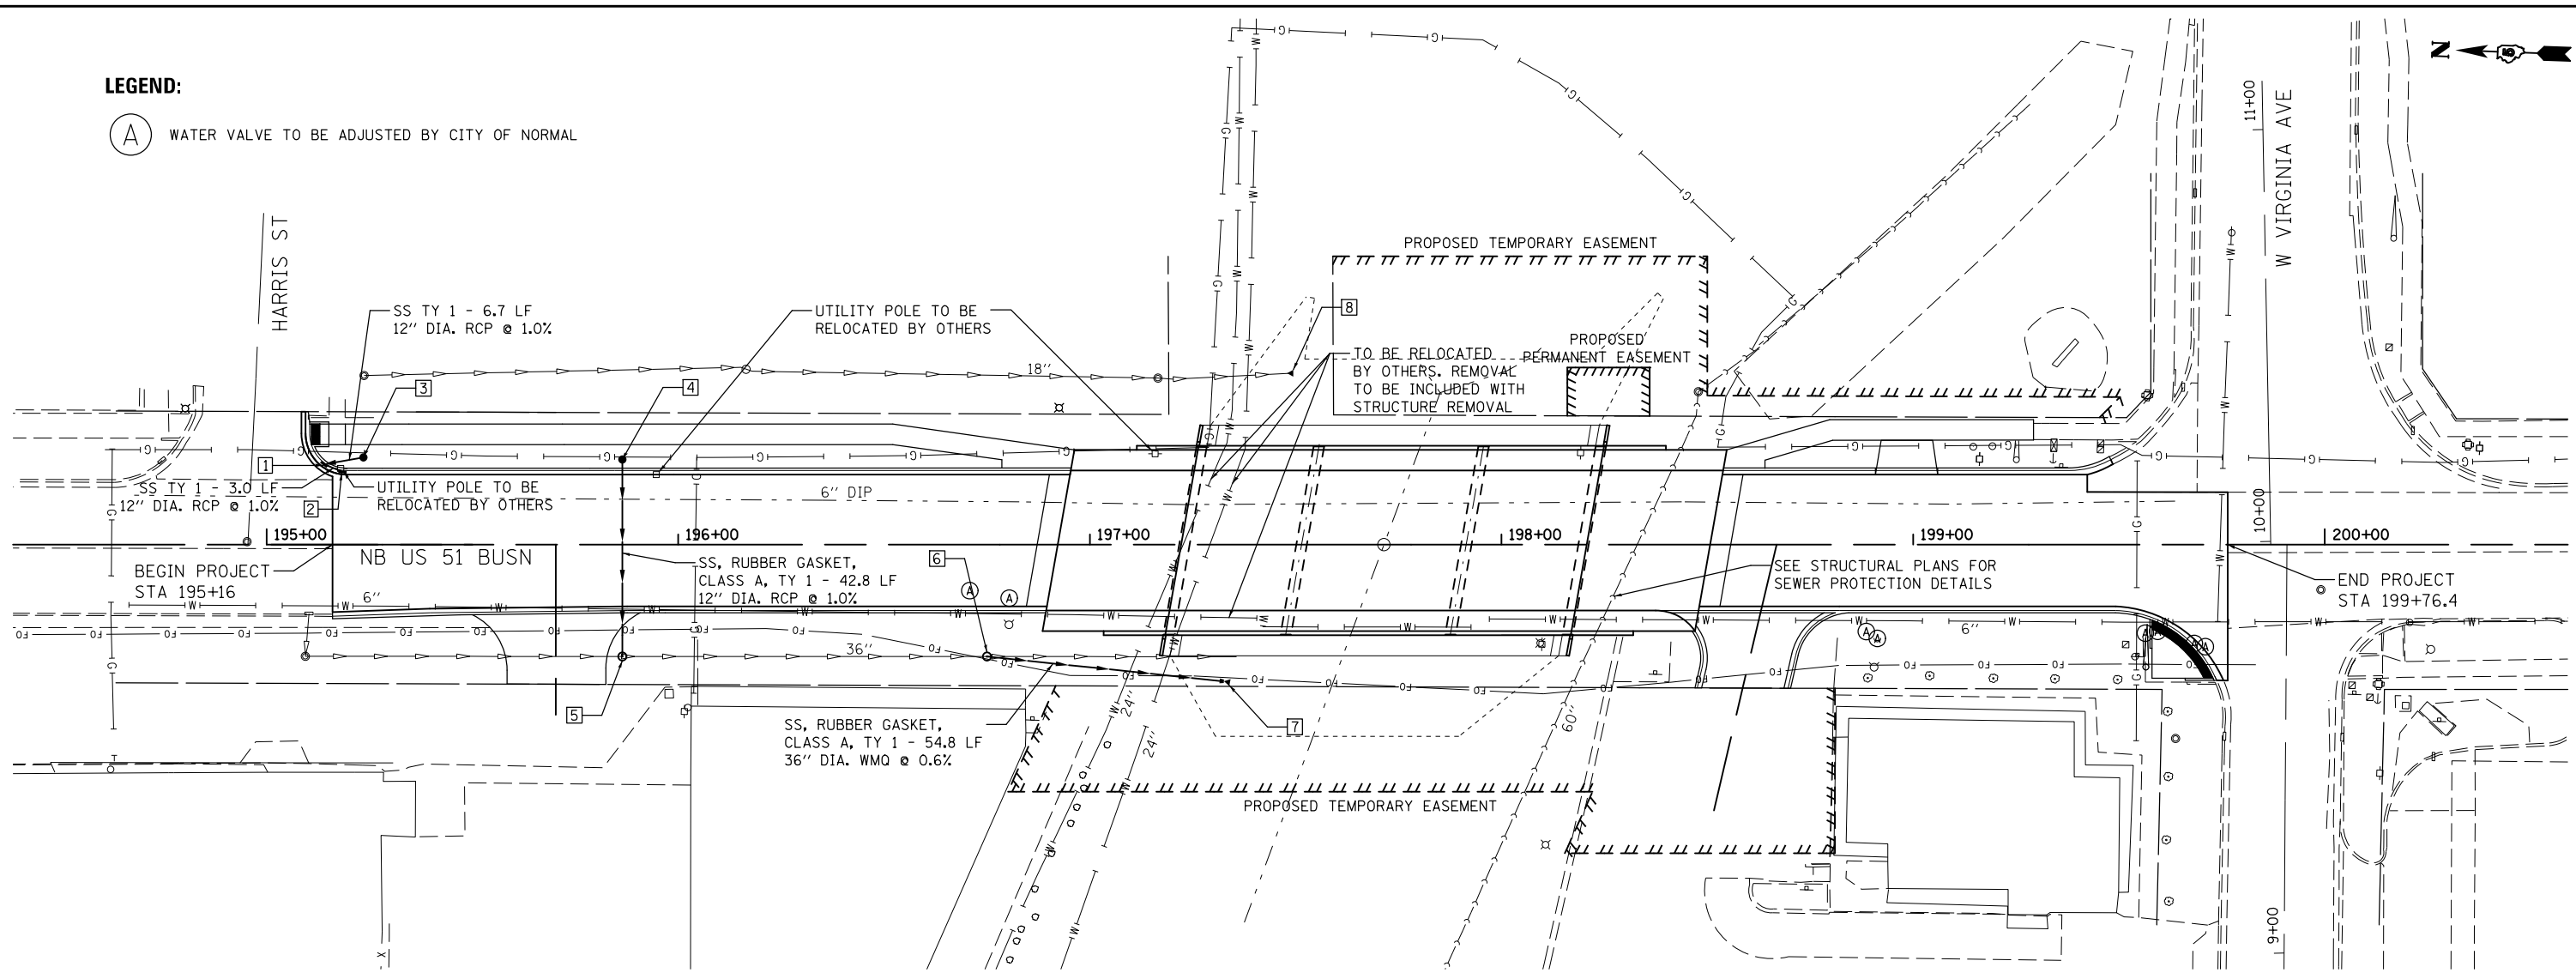 LEGEND:
A WATER VALVE TO BE ADJUSTED BY CITY OF NORMAL
N
5
HARRIS ST
W VIRGINIA AVE
11+00
10+00
9+00
SS TY 1 - 6.7 LF
12" DIA. RCP @ 1.0%
UTILITY POLE TO BE
RELOCATED BY OTHERS
8
PROPOSED TEMPORARY EASEMENT
PROPOSED
PERMANENT EASEMENT
TO BE RELOCATED
BY OTHERS. REMOVAL
TO BE INCLUDED WITH
STRUCTURE REMOVAL
18"
3
4
1
SS TY 1 - 3.0 LF
12" DIA. RCP @ 1.0%
2
UTILITY POLE TO BE
RELOCATED BY OTHERS
6" DIP
195+00
196+00
197+00
198+00
199+00
200+00
NB US 51 BUSN
BEGIN PROJECT
STA 195+16
6"
SS, RUBBER GASKET,
CLASS A, TY 1 - 42.8 LF
12" DIA. RCP @ 1.0%
6
A
A
SEE STRUCTURAL PLANS FOR
SEWER PROTECTION DETAILS
END PROJECT
STA 199+76.4
A
A
6"
A
A
A
A
36"
5
SS, RUBBER GASKET,
CLASS A, TY 1 - 54.8 LF
36" DIA. WMQ @ 0.6%
7
24"
24"
60"
PROPOSED TEMPORARY EASEMENT
G
W
FO
X